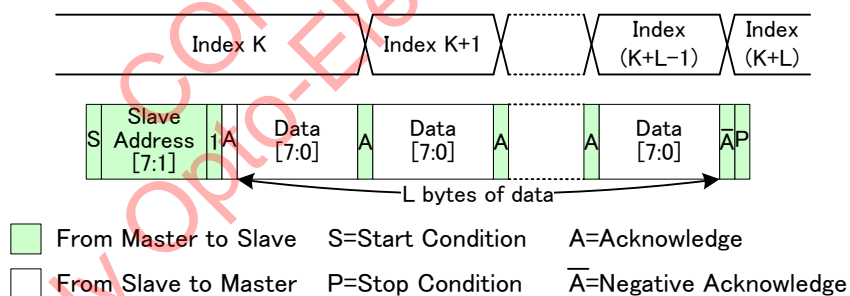 Index K Index K+1 Index Index
(K+L-1) (K+L)
S Slave Address [7:1] 1 A Data [7:0] A Data [7:0] A A Data [7:0] A̅ P
L bytes of data
From Master to Slave S=Start Condition A=Acknowledge
From Slave to Master P=Stop Condition A̅=Negative Acknowledge